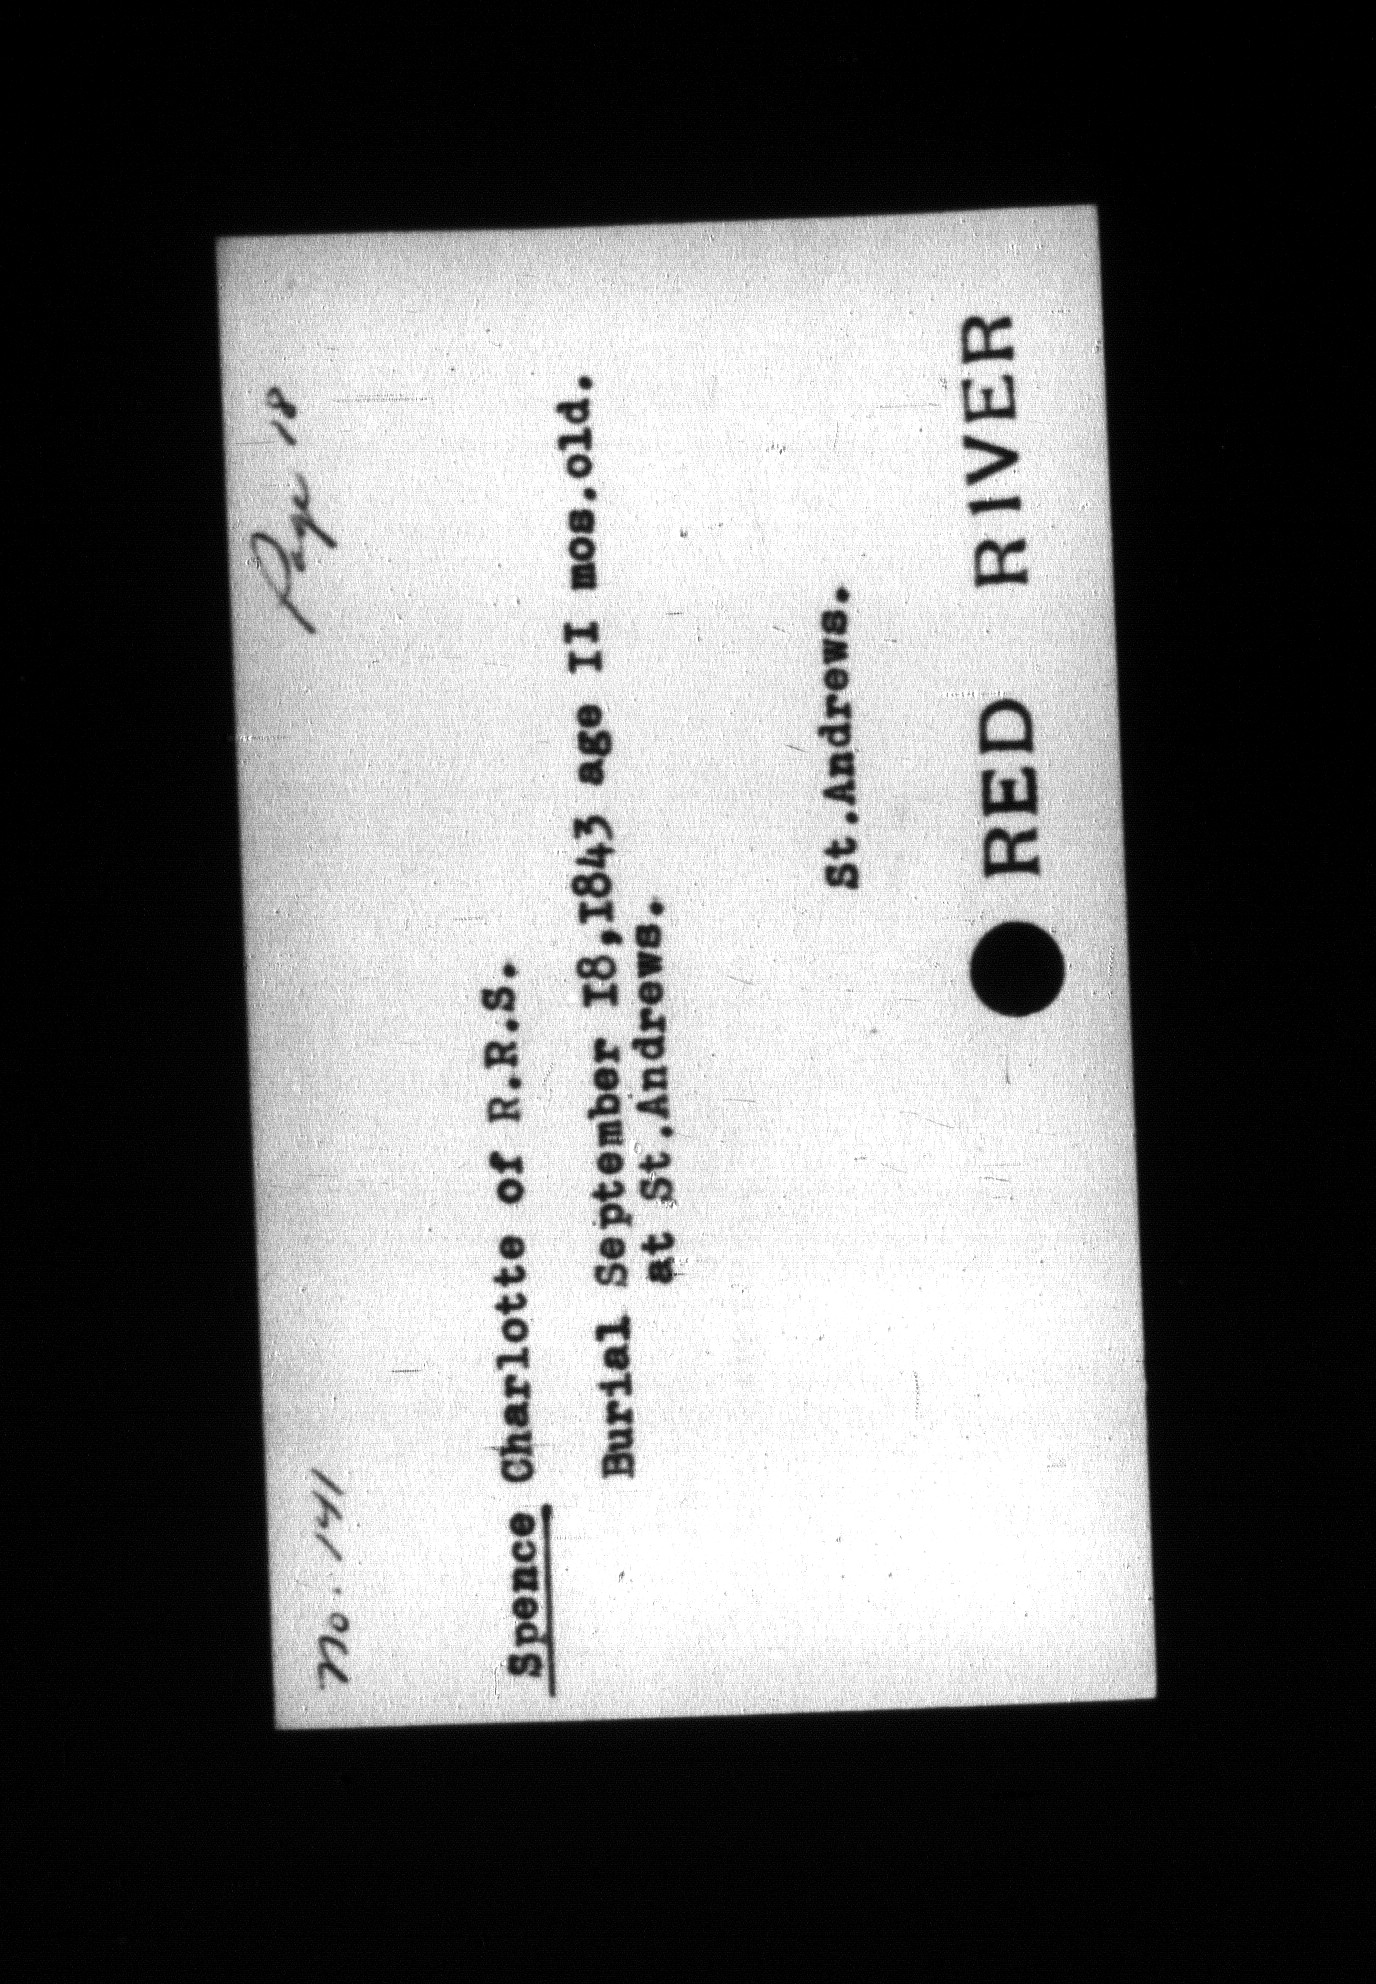 No. 141
Page 18
Spence Charlotte of R.R.S.
Burial September I8,I843 age II mos.old.
at St.Andrews.
St.Andrews.
RED RIVER